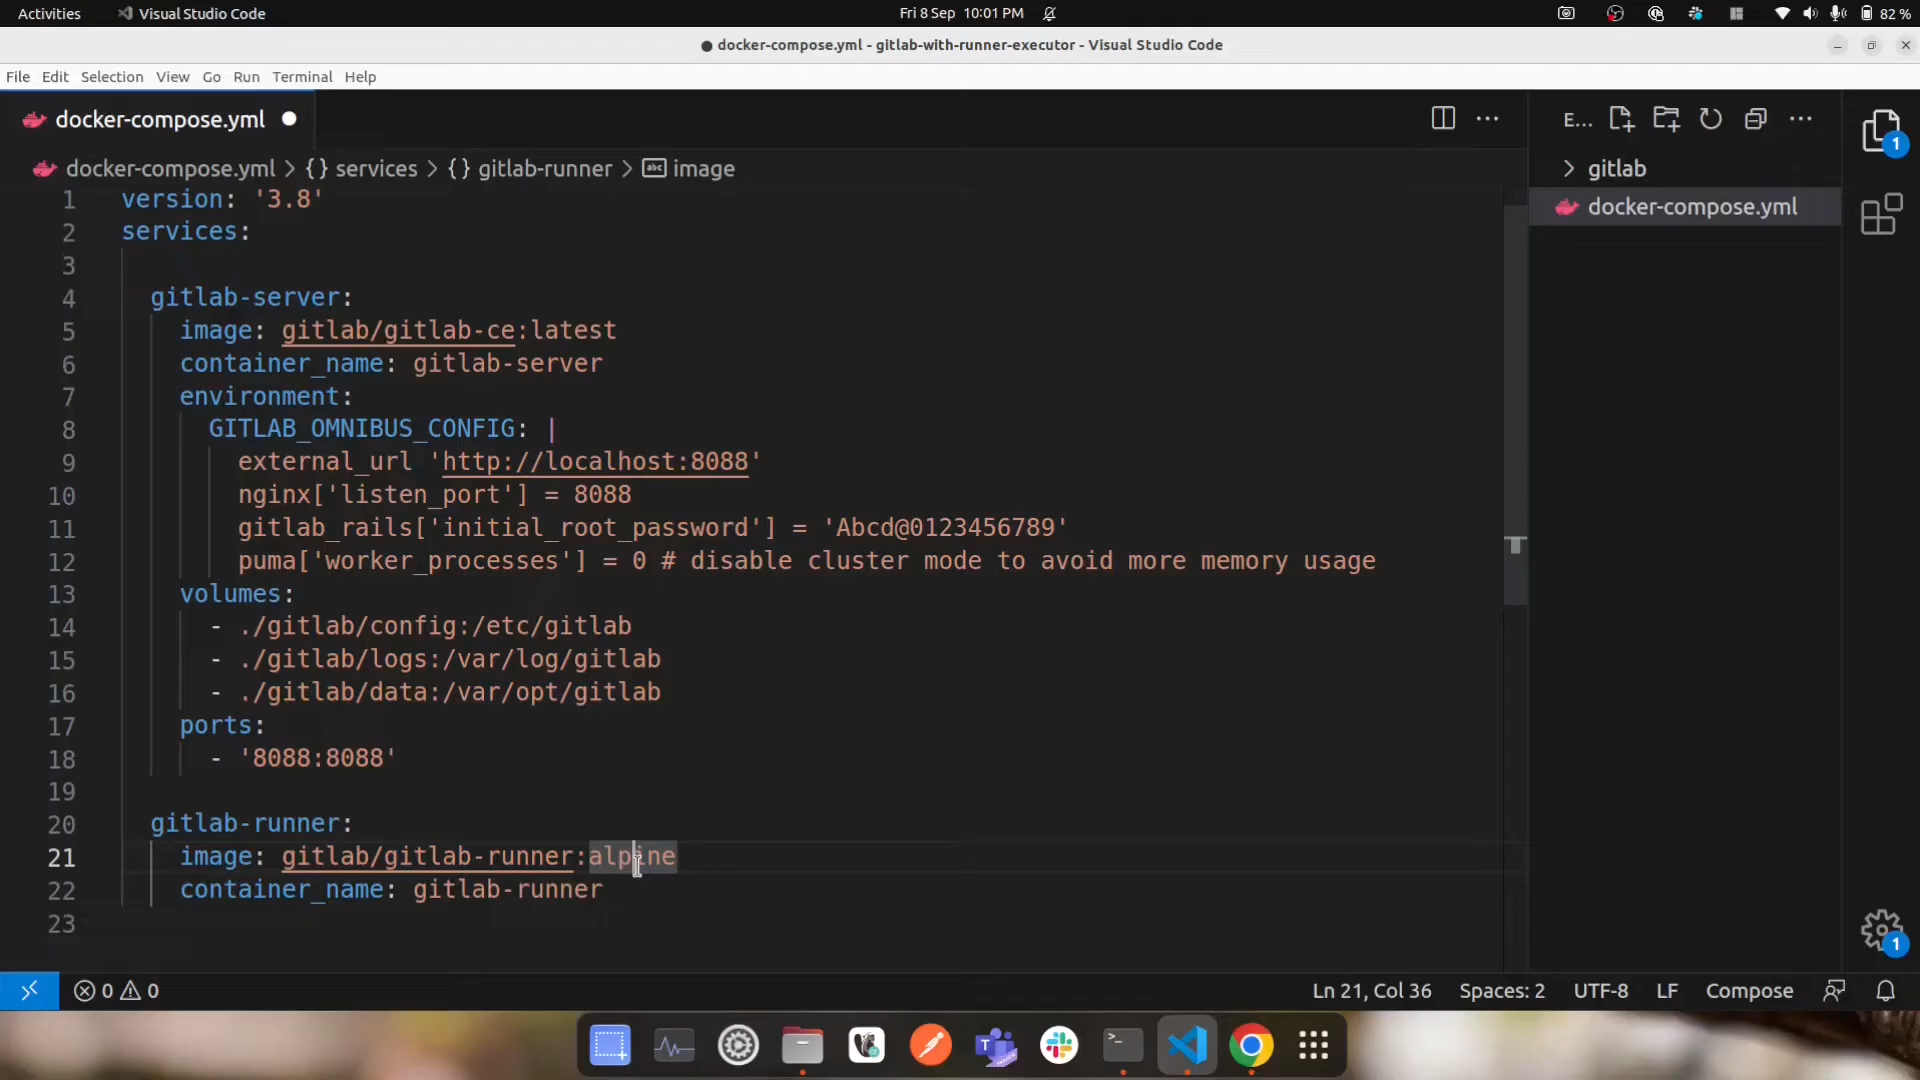 Activities Visual Studio Code Fri 8 Sep 10:01 PM 82 %
● docker-compose.yml - gitlab-with-runner-executor - Visual Studio Code
File Edit Selection View Go Run Terminal Help
docker-compose.yml
E...
docker-compose.yml > {} services > {} gitlab-runner > abc image
gitlab
docker-compose.yml
1
1 version: '3.8'
2 services:
3
4 gitlab-server:
5 image: gitlab/gitlab-ce:latest
6 container_name: gitlab-server
7 environment:
8 GITLAB_OMNIBUS_CONFIG: |
9 external_url 'http://localhost:8088'
10 nginx['listen_port'] = 8088
11 gitlab_rails['initial_root_password'] = 'Abcd@0123456789'
12 puma['worker_processes'] = 0 # disable cluster mode to avoid more memory usage
13 volumes:
14 - ./gitlab/config:/etc/gitlab
15 - ./gitlab/logs:/var/log/gitlab
16 - ./gitlab/data:/var/opt/gitlab
17 ports:
18 - '8088:8088'
19
20 gitlab-runner:
21 image: gitlab/gitlab-runner:alpine
22 container_name: gitlab-runner
23
1
0 0 Ln 21, Col 36 Spaces: 2 UTF-8 LF Compose